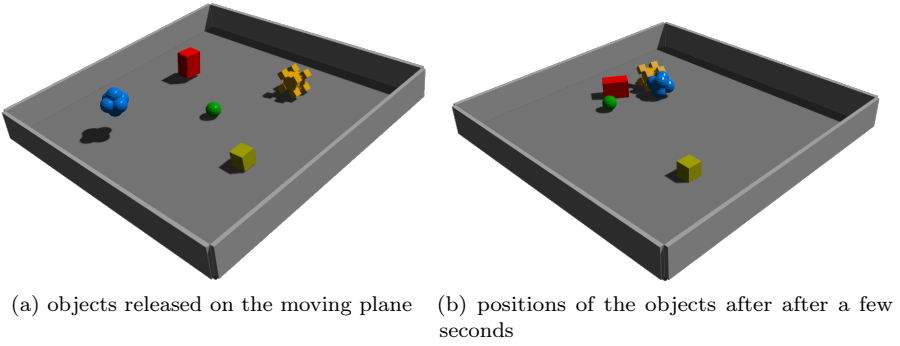 (a) objects released on the moving plane
(b) positions of the objects after after a few
seconds